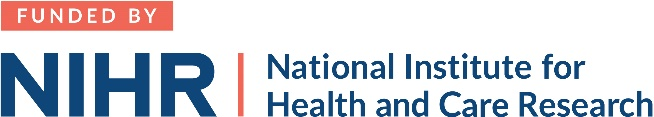 FUNDED BY
NIHR
National Institute for
Health and Care Research